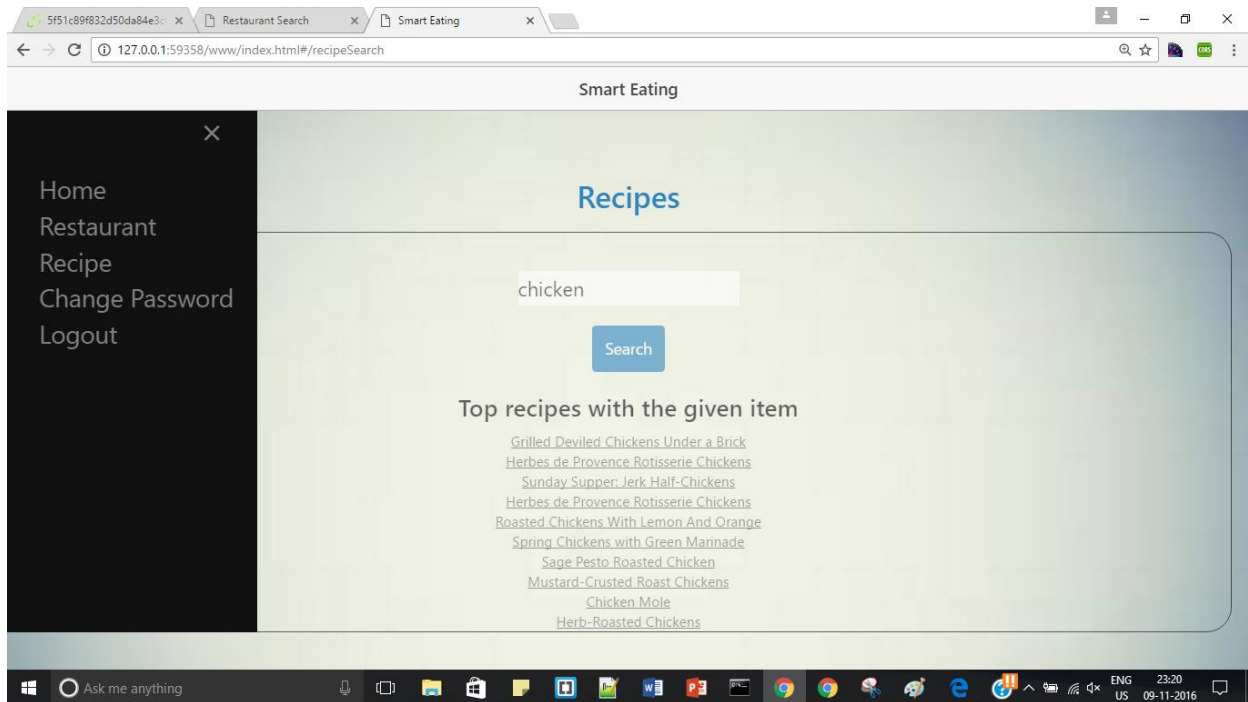 5f51c89f832d50da84e3c
Restaurant Search
Smart Eating
127.0.0.1:59358/www/index.html#/recipeSearch
CORS
Smart Eating
Home
Restaurant
Recipe
Change Password
Logout
Recipes
chicken
Search
Top recipes with the given item
Grilled Deviled Chickens Under a Brick
Herbes de Provence Rotisserie Chickens
Sunday Supper: Jerk Half-Chickens
Herbes de Provence Rotisserie Chickens
Roasted Chickens With Lemon And Orange
Spring Chickens with Green Marinade
Sage Pesto Roasted Chicken
Mustard-Crusted Roast Chickens
Chicken Mole
Herb-Roasted Chickens
Ask me anything
ENG
US
23:20
09-11-2016